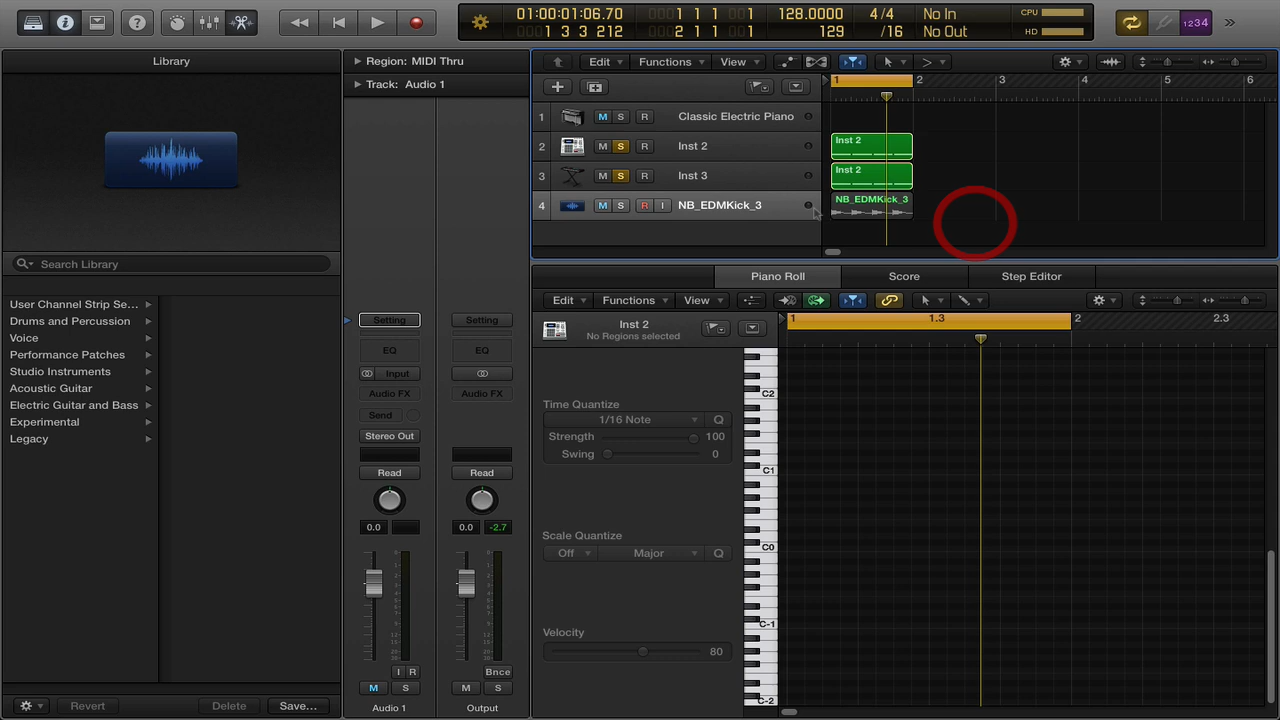 01:00:01:06.70 1 1 1 1 128.0000 4/4 No In CPU
1 3 3 212 2 1 1 1 129 /16 No Out HD
1234
Library Region: MIDI Thru
Track: Audio 1
Edit Functions View
1 2 3 4 5 6
1 M S R Classic Electric Piano
2 M S R Inst 2
3 M S R Inst 3
4 M S R I NB_EDMKick_3
Inst 2
Inst 2
NB_EDMKick_3
Search Library
User Channel Strip Se...
Drums and Percussion
Voice
Performance Patches
Studio Instruments
Acoustic Guitar
Electric Guitar and Bass
Experimental
Legacy
Revert Delete Save...
Setting Setting
EQ EQ
Input
Audio FX Audio FX
Send
Stereo Out
Read Read
0.0 0.0 -2.7
I R Bnce
M S M S
Audio 1 Output
Piano Roll Score Step Editor
Edit Functions View
Inst 2
No Regions selected
1 1.3 2 2.3
Time Quantize
1/16 Note Q
Strength 100
Swing 0
Scale Quantize
Off Major Q
Velocity
80
C2
C1
C0
C-1
C-2